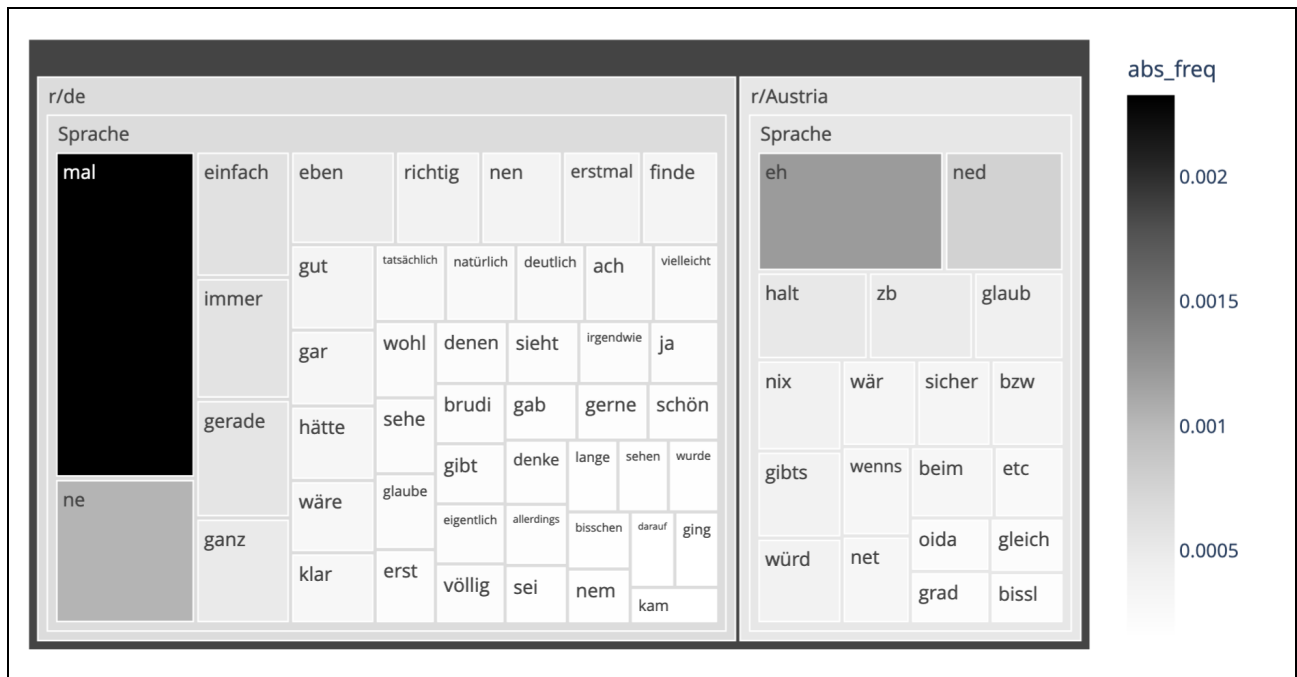 abs_freq
r/de
r/Austria
Sprache
Sprache
mal
einfach
eben
richtig
nen
erstmal
finde
eh
ned
0.002
gut
tatsächlich
natürlich
deutlich
ach
vielleicht
immer
halt
zb
glaub
0.0015
gar
wohl
denen
sieht
irgendwie
ja
nix
wär
sicher
bzw
gerade
hätte
sehe
brudi
gab
gerne
schön
0.001
gibt
denke
lange
sehen
wurde
gibts
wenns
beim
etc
ne
wäre
glaube
eigentlich
allerdings
bisschen
darauf
ging
ganz
oida
gleich
0.0005
klar
erst
völlig
sei
nem
kam
würd
net
grad
bissl